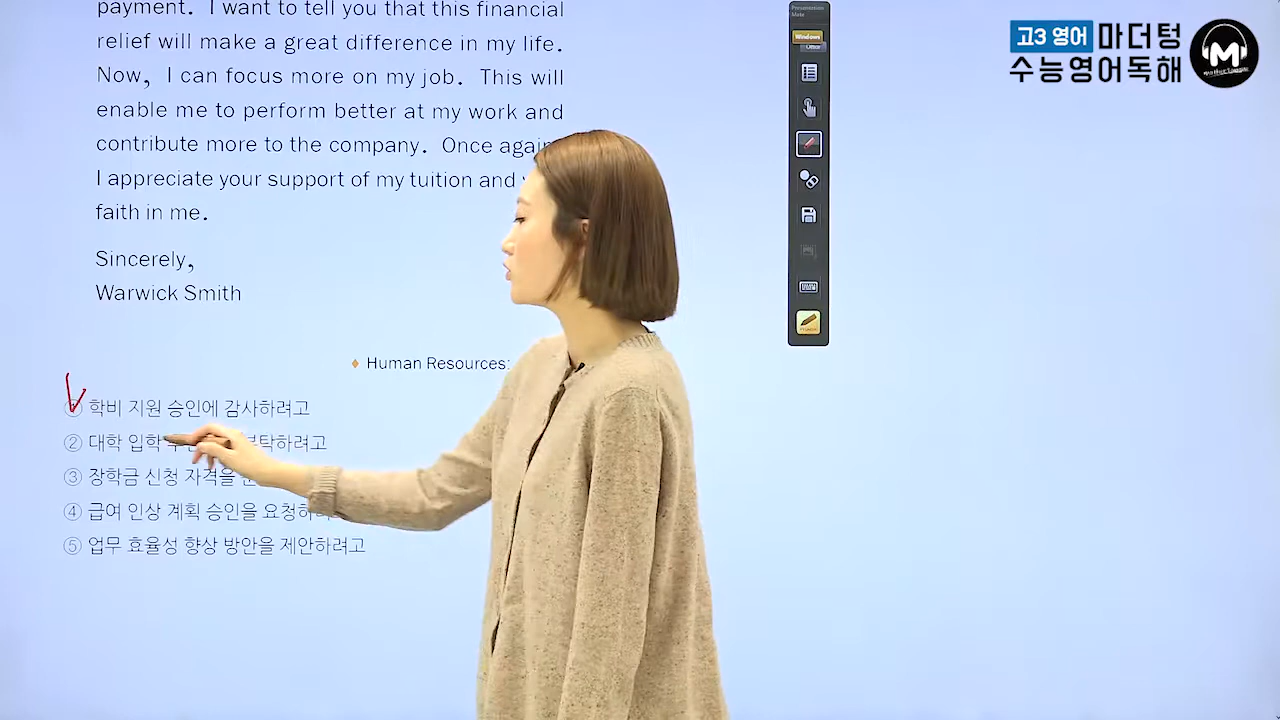 payment. I want to tell you that this financial
relief will make a great difference in my life.
Now, I can focus more on my job. This will
enable me to perform better at my work and
contribute more to the company. Once again,
I appreciate your support of my tuition and
faith in me.
Sincerely,
Warwick Smith
Human Resources:
① 학비 지원 승인에 감사하려고
② 대학 입학
③ 장학금 신청 자격을
④ 급여 인상 계획 승인을 요청하려
⑤ 업무 효율성 향상 방안을 제안하려고
Presentation
Mate
Windows
고3 영어 마더텅
수능영어독해
M